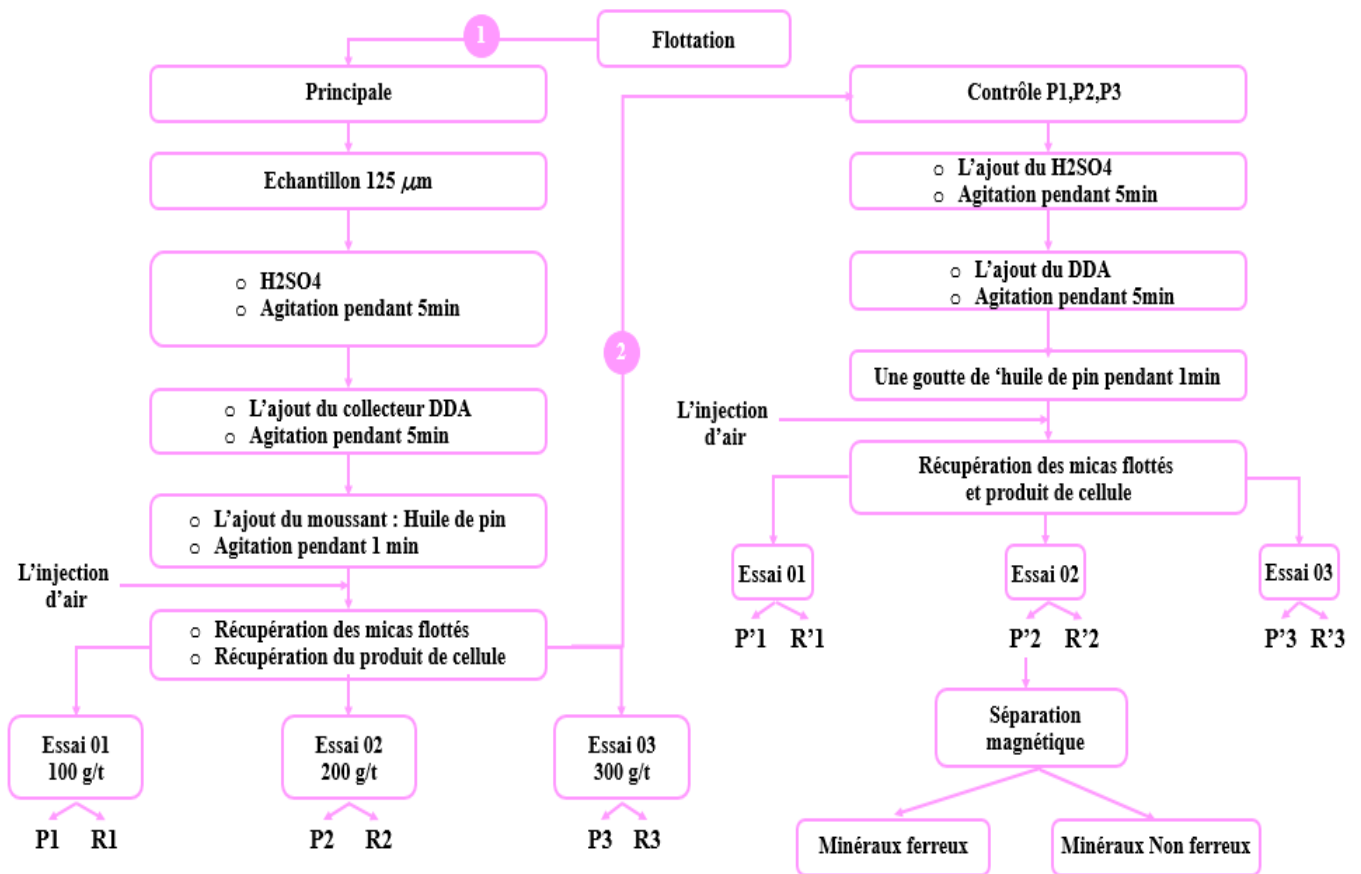 Flottation
1
Principale
Echantillon 125 μm
○ H2SO4
○ Agitation pendant 5min
○ L’ajout du collecteur DDA
○ Agitation pendant 5min
○ L’ajout du moussant : Huile de pin
○ Agitation pendant 1 min
L’injection
d’air
○ Récupération des micas flottés
○ Récupération du produit de cellule
Essai 01
100 g/t
Essai 02
200 g/t
Essai 03
300 g/t
P1 R1
P2 R2
P3 R3
2
Contrôle P1,P2,P3
○ L’ajout du H2SO4
○ Agitation pendant 5min
○ L’ajout du DDA
○ Agitation pendant 5min
Une goutte de ‘huile de pin pendant 1min
L’injection
d’air
Récupération des micas flottés
et produit de cellule
Essai 01
Essai 02
Essai 03
P’1 R’1
P’2 R’2
P’3 R’3
Séparation
magnétique
Minéraux ferreux
Minéraux Non ferreux